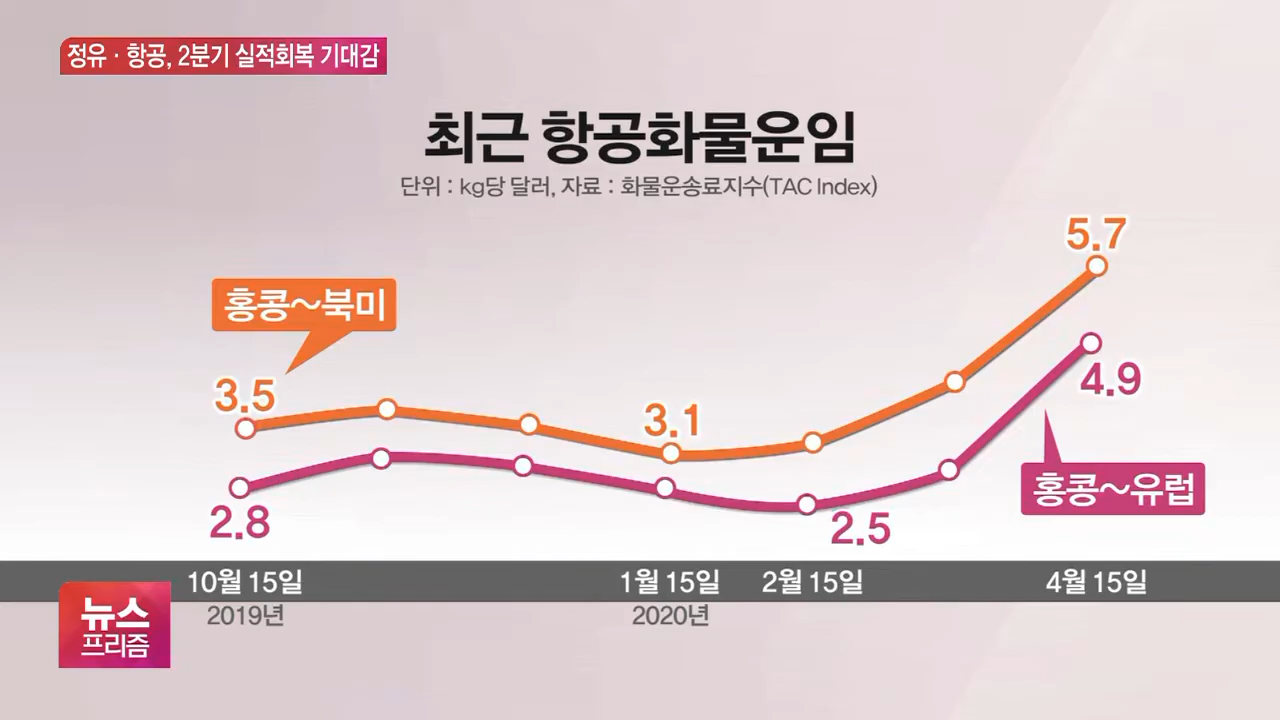 정유·항공, 2분기 실적회복 기대감
최근 항공화물운임
단위 : kg당 달러, 자료 : 화물운송료지수(TAC Index)
5.7
홍콩~북미
3.5
3.1
4.9
홍콩~유럽
2.8
2.5
10월 15일
1월 15일
2월 15일
4월 15일
2019년
2020년
뉴스
프리즘